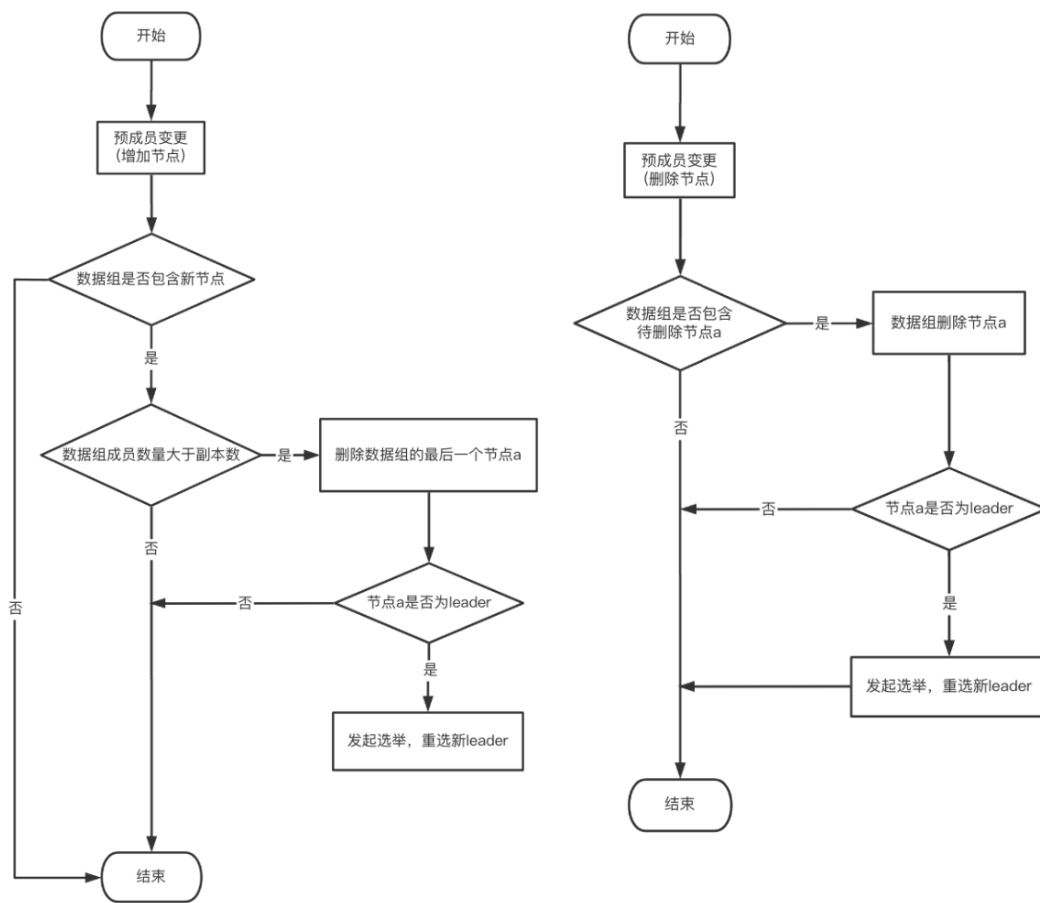 开始
预成员变更
(增加节点)
数据组是否包含新节点
是
数据组成员数量大于副本数
是
删除数据组的最后一个节点a
否
节点a是否为leader
否
否
是
发起选举，重选新leader
结束
开始
预成员变更
(删除节点)
数据组是否包含
待删除节点a
是
数据组删除节点a
否
节点a是否为leader
否
是
发起选举，重选新leader
结束